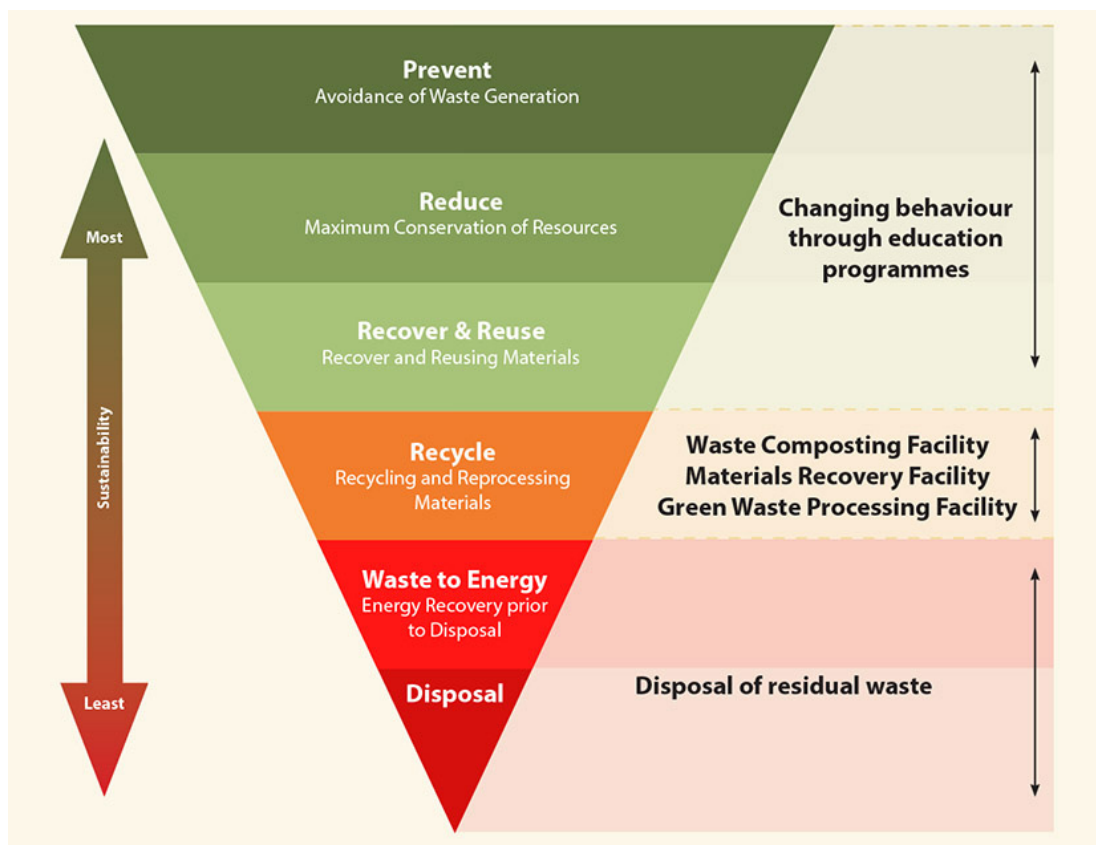 Prevent
Avoidance of Waste Generation
Reduce
Maximum Conservation of Resources
Recover & Reuse
Recover and Reusing Materials
Recycle
Recycling and Reprocessing
Materials
Waste to Energy
Energy Recovery prior
to Disposal
Disposal
Most
Sustainability
Least
Changing behaviour
through education
programmes
Waste Composting Facility
Materials Recovery Facility
Green Waste Processing Facility
Disposal of residual waste